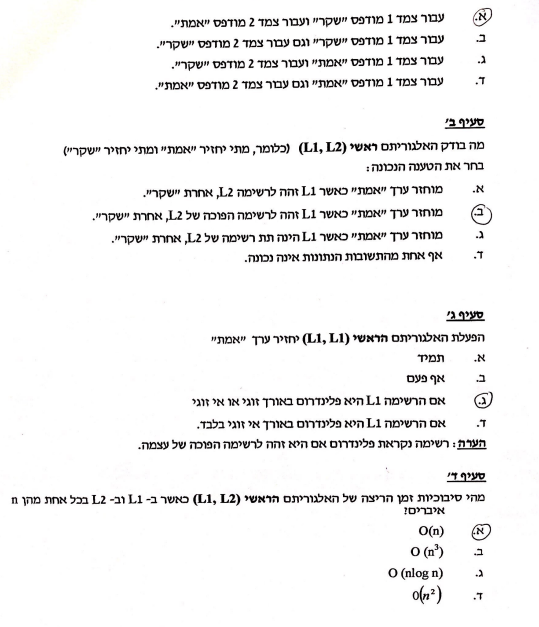 א. עבור צמד 1 מודפס "שקר" ועבור צמד 2 מודפס "אמת".
ב. עבור צמד 1 מודפס "שקר" וגם עבור צמד 2 מודפס "שקר".
ג. עבור צמד 1 מודפס "אמת" ועבור צמד 2 מודפס "שקר".
ד. עבור צמד 1 מודפס "אמת" וגם עבור צמד 2 מודפס "אמת".
סעיף ב'
מה בודק האלגוריתם ראשי (L1, L2) (כלומר, מתי יחזיר "אמת" ומתי יחזיר "שקר")
בחר את הטענה הנכונה:
א. מוחזר ערך "אמת" כאשר L1 זהה לרשימה L2, אחרת "שקר".
ב. מוחזר ערך "אמת" כאשר L1 זהה לרשימה הפוכה של L2, אחרת "שקר".
ג. מוחזר ערך "אמת" כאשר L1 הינה תת רשימה של L2, אחרת "שקר".
ד. אף אחת מהתשובות הנתונות אינה נכונה.
סעיף ג'
הפעלת האלגוריתם הראשי (L1, L1) יחזיר ערך "אמת"
א. תמיד
ב. אף פעם
ג. אם הרשימה L1 היא פלינדרום באורך זוגי או אי זוגי
ד. אם הרשימה L1 היא פלינדרום באורך אי זוגי בלבד.
הערה: רשימה נקראת פלינדרום אם היא זהה לרשימה הפוכה של עצמה.
סעיף ד'
מהי סיבוכיות זמן הריצה של האלגוריתם הראשי (L1, L2) כאשר ב- L1 וב- L2 בכל אחת מהן n
איברים?
א. O(n)
ב. O (n³)
ג. O (nlog n)
ד. O(n²)